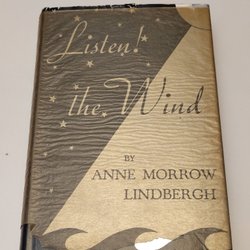 Listen!
the Wind
BY
ANNE MORROW
LINDBERGH